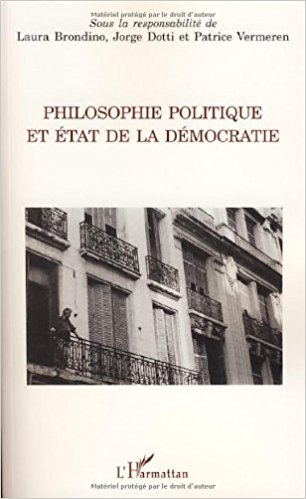 Matériel protégé par le droit d'auteur
Sous la responsabilité de
Laura Brondino, Jorge Dotti et Patrice Vermeren
PHILOSOPHIE POLITIQUE
ET ÉTAT DE LA DÉMOCRATIE
L'Harmattan
Matériel protégé par le droit d'auteur